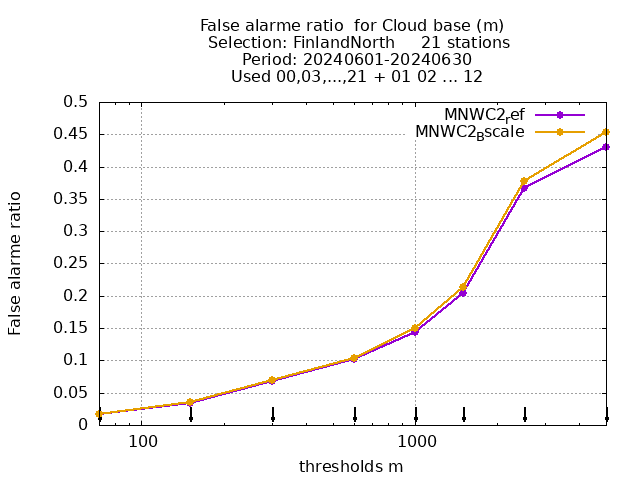 False alarme ratio  for Cloud base (m)
Selection: FinlandNorth     21 stations
Period: 20240601-20240630
Used 00,03,...,21 + 01 02 ... 12
MNWC2ref
MNWC2Bscale
0.5
0.45
0.4
0.35
0.3
0.25
0.2
0.15
0.1
0.05
0
False alarme ratio
100
1000
thresholds m